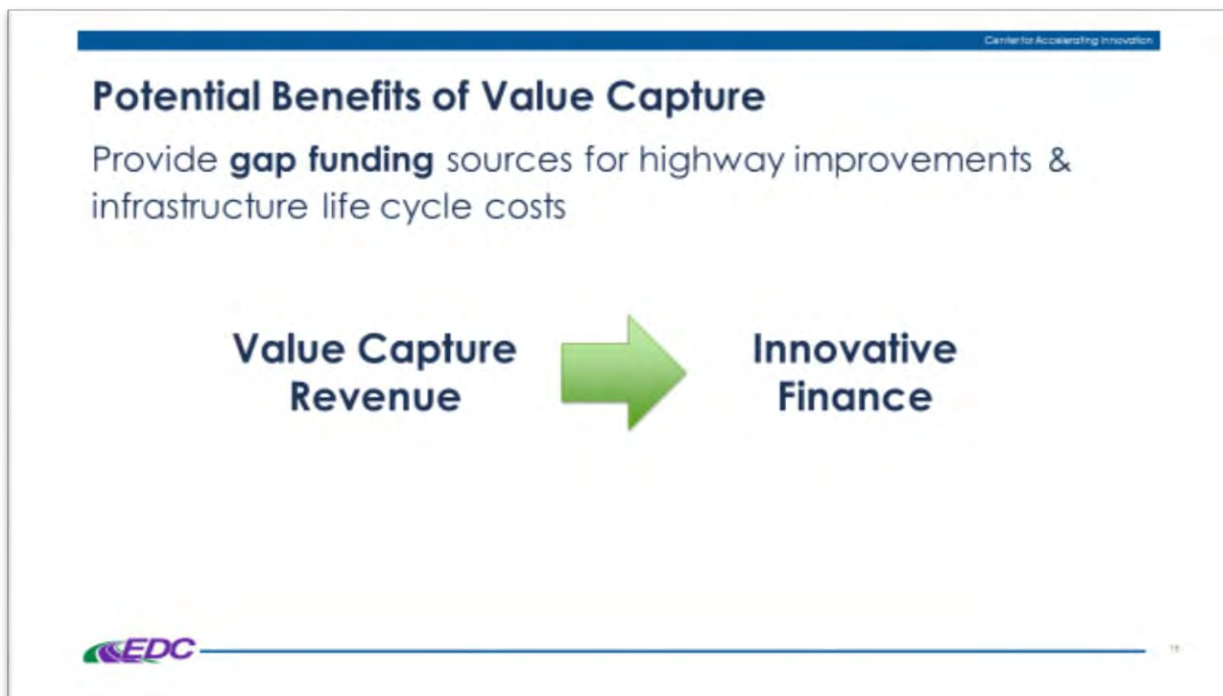 Center for Accelerating Innovation
Potential Benefits of Value Capture
Provide gap funding sources for highway improvements &
infrastructure life cycle costs
Value Capture
Revenue
Innovative
Finance
EDC